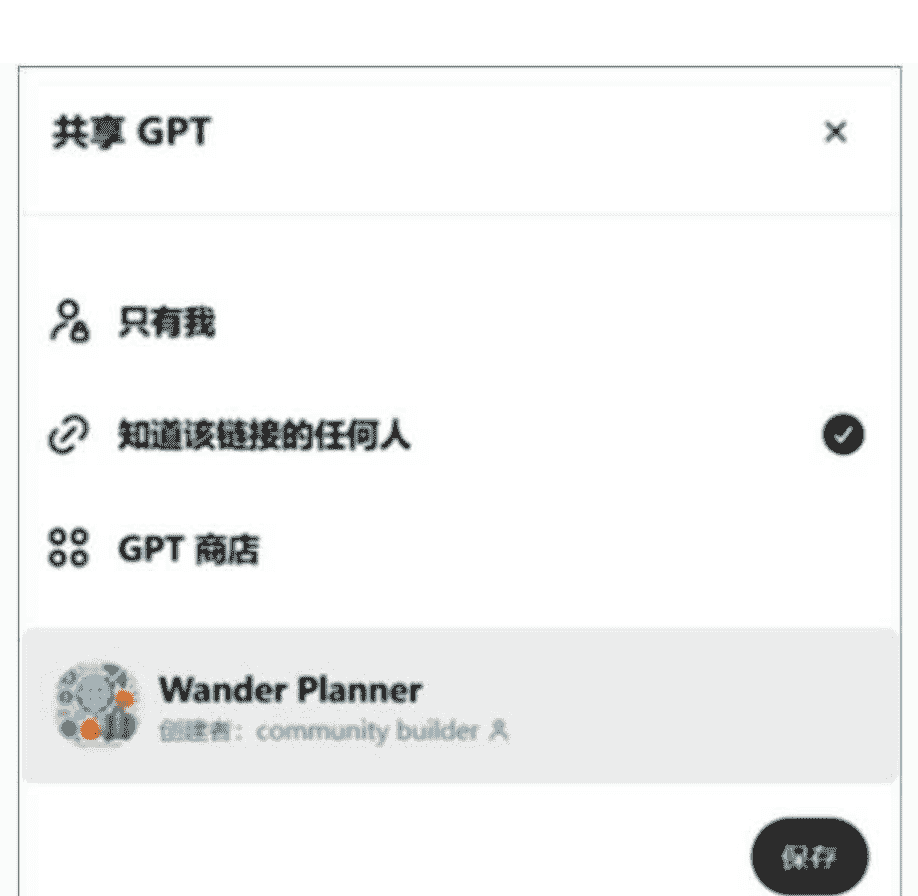 共享 GPT
只有我
知道该链接的任何人
GPT 商店
Wander Planner
创建者：community builder
保存